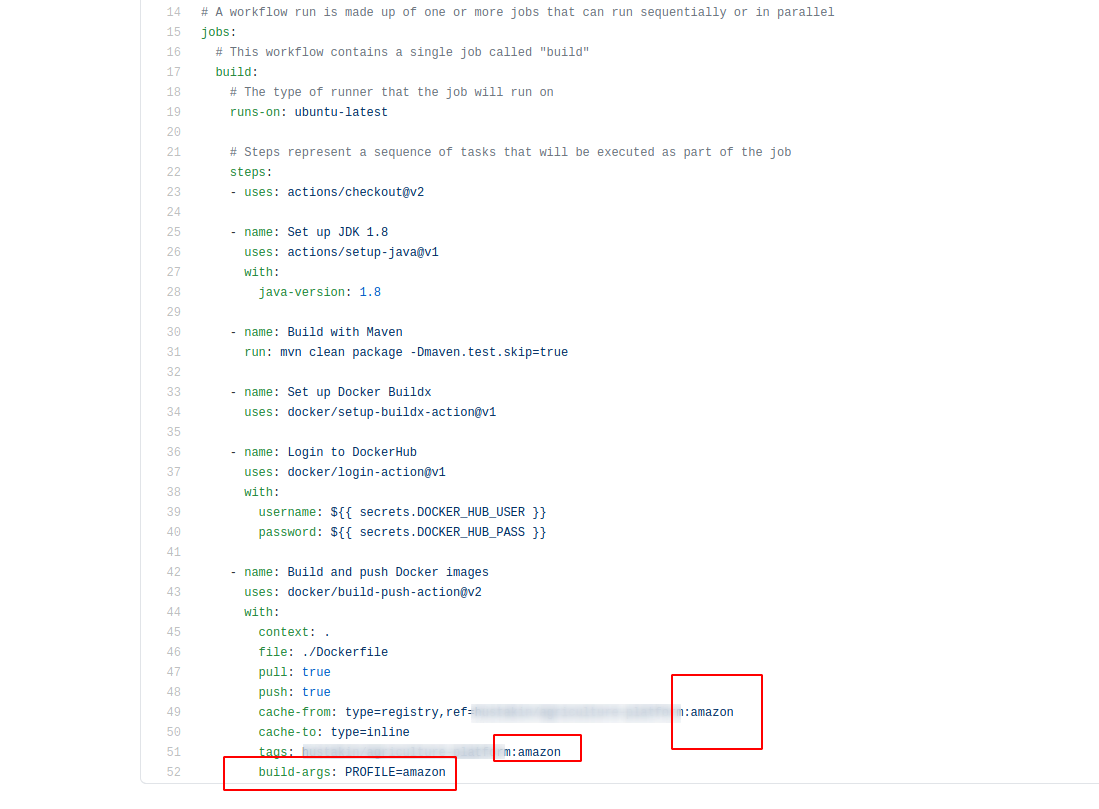 14 # A workflow run is made up of one or more jobs that can run sequentially or in parallel
15 jobs:
16 # This workflow contains a single job called "build"
17 build:
18 # The type of runner that the job will run on
19 runs-on: ubuntu-latest
20
21 # Steps represent a sequence of tasks that will be executed as part of the job
22 steps:
23 - uses: actions/checkout@v2
24
25 - name: Set up JDK 1.8
26 uses: actions/setup-java@v1
27 with:
28 java-version: 1.8
29
30 - name: Build with Maven
31 run: mvn clean package -Dmaven.test.skip=true
32
33 - name: Set up Docker Buildx
34 uses: docker/setup-buildx-action@v1
35
36 - name: Login to DockerHub
37 uses: docker/login-action@v1
38 with:
39 username: ${{ secrets.DOCKER_HUB_USER }}
40 password: ${{ secrets.DOCKER_HUB_PASS }}
41
42 - name: Build and push Docker images
43 uses: docker/build-push-action@v2
44 with:
45 context: .
46 file: ./Dockerfile
47 pull: true
48 push: true
49 cache-from: type=registry,ref= :amazon
50 cache-to: type=inline
51 tags: m:amazon
52 build-args: PROFILE=amazon